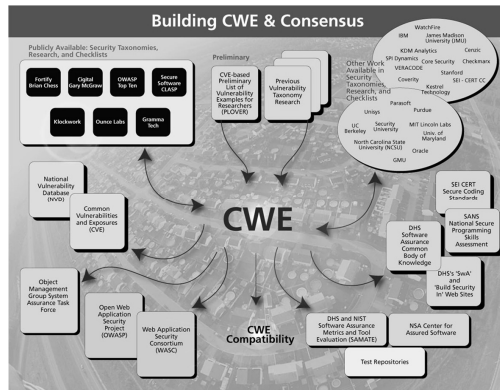 Building CWE & Consensus
Publicly Available: Security Taxonomies,
Research, and Checklists
Fortify
Brian Chess
Cigital
Gary McGraw
OWASP
Top Ten
Secure
Software
CLASP
Klockwork
Ounce Labs
Gramma
Tech
Preliminary
CVE-based
Preliminary
List of
Vulnerability
Examples for
Researchers
(PLOVER)
Previous
Vulnerability
Taxonomy
Research
Other Work
Available in
Security
Taxonomies,
Research, and
Checklists
WatchFire
IBM
James Madison
University (JMU)
KDM Analytics
Cenzic
SPI Dynamics
Core Security
VERACODE
Checkmarx
Stanford
Coverity
SEI - CERT CC
Kestrel
Technology
Parasoft
Unisys
Purdue
UC
Berkeley
Security
University
MIT Lincoln Labs
Univ. of
Maryland
North Carolina State
University (NCSU)
Oracle
GMU
National
Vulnerability
Database
(NVD)
Common
Vulnerabilities
and Exposures
(CVE)
CWE
SEI CERT
Secure Coding
Standards
SANS
National Secure
Programming
Skills
Assessment
DHS
Software
Assurance
Common
Body of
Knowledge
DHS's 'SwA'
and 'Build
Security
In' Web Sites
Object
Management
Group System
Assurance Task
Force
Open Web
Application
Security
Project
(OWASP)
Web Application
Security
Consortium
(WASC)
CWE
Compatibility
DHS and NIST
Software Assurance
Metrics and Tool
Evaluation (SAMATE)
NSA Center for
Assured Software
Test Repositories